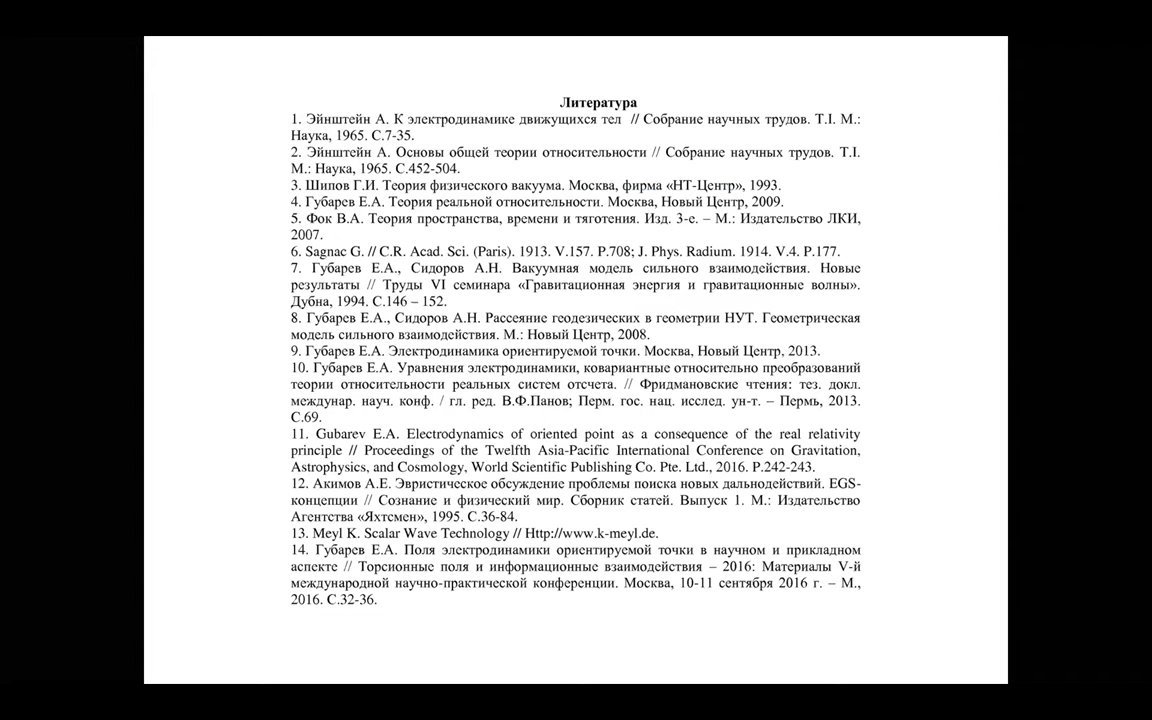 Литература
1. Эйнштейн А. К электродинамике движущихся тел // Собрание научных трудов. Т.I. М.:
Наука, 1965. С.7-35.
2. Эйнштейн А. Основы общей теории относительности // Собрание научных трудов. Т.I.
М.: Наука, 1965. С.452-504.
3. Шипов Г.И. Теория физического вакуума. Москва, фирма «НТ-Центр», 1993.
4. Губарев Е.А. Теория реальной относительности. Москва, Новый Центр, 2009.
5. Фок В.А. Теория пространства, времени и тяготения. Изд. 3-е. – М.: Издательство ЛКИ,
2007.
6. Sagnac G. // C.R. Acad. Sci. (Paris). 1913. V.157. P.708; J. Phys. Radium. 1914. V.4. P.177.
7. Губарев Е.А., Сидоров А.Н. Вакуумная модель сильного взаимодействия. Новые
результаты // Труды VI семинара «Гравитационная энергия и гравитационные волны».
Дубна, 1994. С.146 – 152.
8. Губарев Е.А., Сидоров А.Н. Рассеяние геодезических в геометрии НУТ. Геометрическая
модель сильного взаимодействия. М.: Новый Центр, 2008.
9. Губарев Е.А. Электродинамика ориентируемой точки. Москва, Новый Центр, 2013.
10. Губарев Е.А. Уравнения электродинамики, ковариантные относительно преобразований
теории относительности реальных систем отсчета. // Фридмановские чтения: тез. докл.
междунар. науч. конф. / гл. ред. В.Ф.Панов; Перм. гос. нац. исслед. ун-т. – Пермь, 2013.
С.69.
11. Gubarev E.A. Electrodynamics of oriented point as a consequence of the real relativity
principle // Proceedings of the Twelfth Asia-Pacific International Conference on Gravitation,
Astrophysics, and Cosmology, World Scientific Publishing Co. Pte. Ltd., 2016. P.242-243.
12. Акимов А.Е. Эвристическое обсуждение проблемы поиска новых дальнодействий. EGS-
концепции // Сознание и физический мир. Сборник статей. Выпуск 1. М.: Издательство
Агентства «Яхтсмен», 1995. С.36-84.
13. Meyl K. Scalar Wave Technology // Http://www.k-meyl.de.
14. Губарев Е.А. Поля электродинамики ориентируемой точки в научном и прикладном
аспекте // Торсионные поля и информационные взаимодействия – 2016: Материалы V-й
международной научно-практической конференции. Москва, 10-11 сентября 2016 г. – М.,
2016. С.32-36.